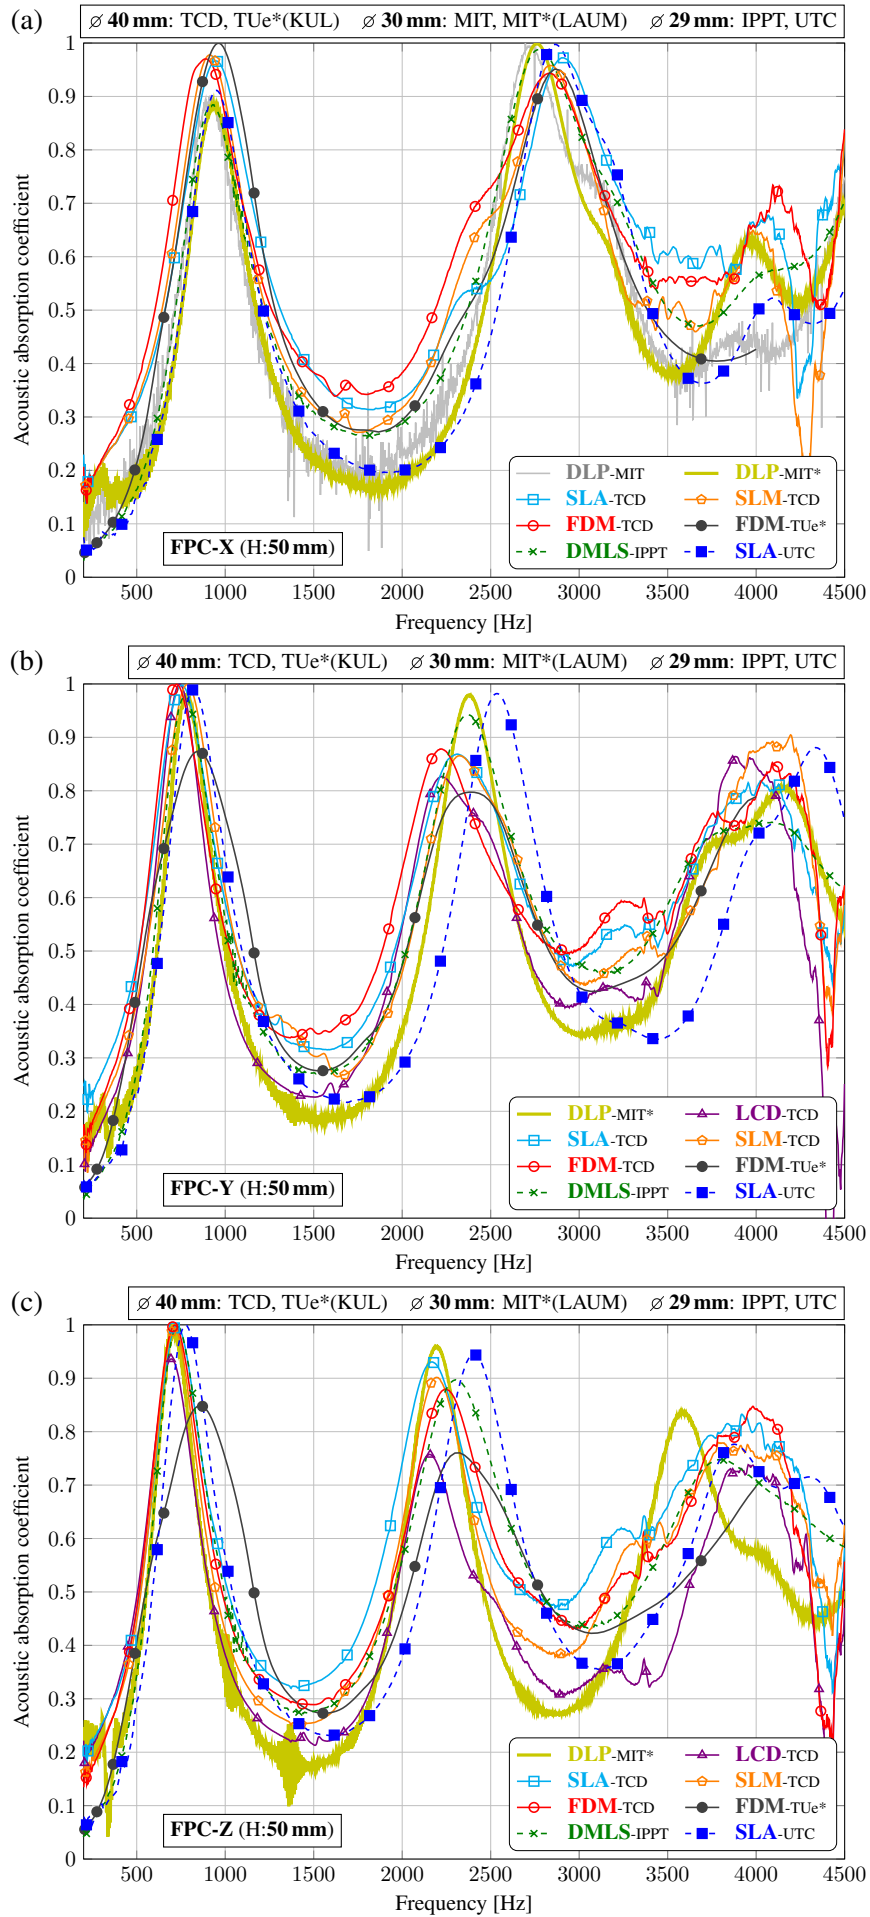 (a)
⌀ 40 mm: TCD, TUe*(KUL) ⌀ 30 mm: MIT, MIT*(LAUM) ⌀ 29 mm: IPPT, UTC
1
0.9
0.8
0.7
0.6
0.5
0.4
0.3
0.2
0.1
0
Acoustic absorption coefficient
DLP-MIT DLP-MIT*
SLA-TCD SLM-TCD
FDM-TCD FDM-TUe*
DMLS-IPPT SLA-UTC
FPC-X (H:50 mm)
500 1000 1500 2000 2500 3000 3500 4000 4500
Frequency [Hz]
(b)
⌀ 40 mm: TCD, TUe*(KUL) ⌀ 30 mm: MIT*(LAUM) ⌀ 29 mm: IPPT, UTC
1
0.9
0.8
0.7
0.6
0.5
0.4
0.3
0.2
0.1
0
Acoustic absorption coefficient
DLP-MIT* LCD-TCD
SLA-TCD SLM-TCD
FDM-TCD FDM-TUe*
DMLS-IPPT SLA-UTC
FPC-Y (H:50 mm)
500 1000 1500 2000 2500 3000 3500 4000 4500
Frequency [Hz]
(c)
⌀ 40 mm: TCD, TUe*(KUL) ⌀ 30 mm: MIT*(LAUM) ⌀ 29 mm: IPPT, UTC
1
0.9
0.8
0.7
0.6
0.5
0.4
0.3
0.2
0.1
0
Acoustic absorption coefficient
DLP-MIT* LCD-TCD
SLA-TCD SLM-TCD
FDM-TCD FDM-TUe*
DMLS-IPPT SLA-UTC
FPC-Z (H:50 mm)
500 1000 1500 2000 2500 3000 3500 4000 4500
Frequency [Hz]